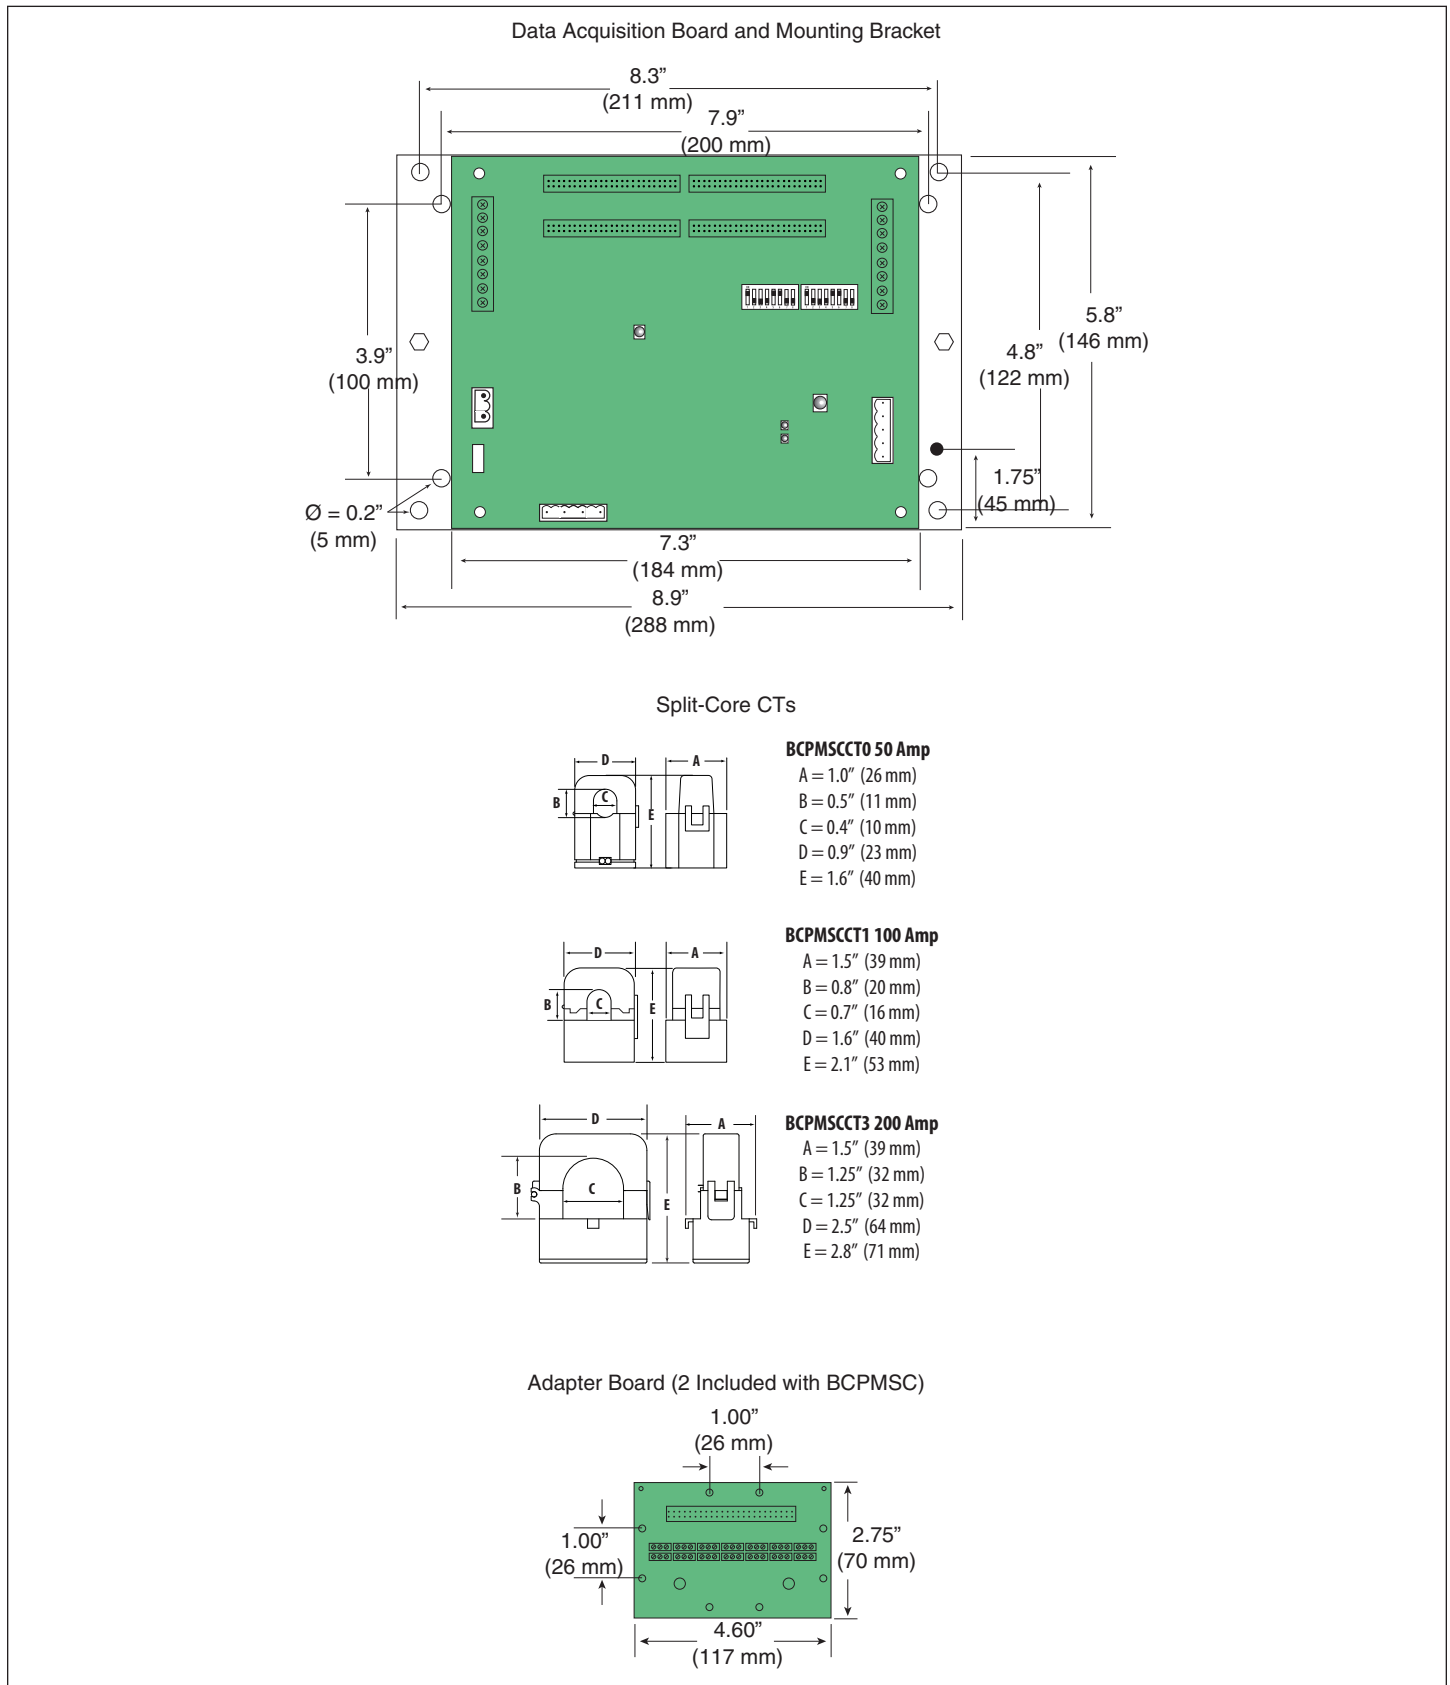 Data Acquisition Board and Mounting Bracket
8.3”
(211 mm)
7.9”
(200 mm)
3.9”
(100 mm)
5.8”
(146 mm)
4.8”
(122 mm)
1.75”
(45 mm)
Ø = 0.2”
(5 mm)
7.3”
(184 mm)
8.9”
(288 mm)
Split-Core CTs
D
A
B
C
E
BCPMSCCT0 50 Amp
A = 1.0” (26 mm)
B = 0.5” (11 mm)
C = 0.4” (10 mm)
D = 0.9” (23 mm)
E = 1.6” (40 mm)
D
A
B
C
E
BCPMSCCT1 100 Amp
A = 1.5” (39 mm)
B = 0.8” (20 mm)
C = 0.7” (16 mm)
D = 1.6” (40 mm)
E = 2.1” (53 mm)
D
A
B
C
E
BCPMSCCT3 200 Amp
A = 1.5” (39 mm)
B = 1.25” (32 mm)
C = 1.25” (32 mm)
D = 2.5” (64 mm)
E = 2.8” (71 mm)
Adapter Board (2 Included with BCPMSC)
1.00”
(26 mm)
1.00”
(26 mm)
2.75”
(70 mm)
4.60”
(117 mm)